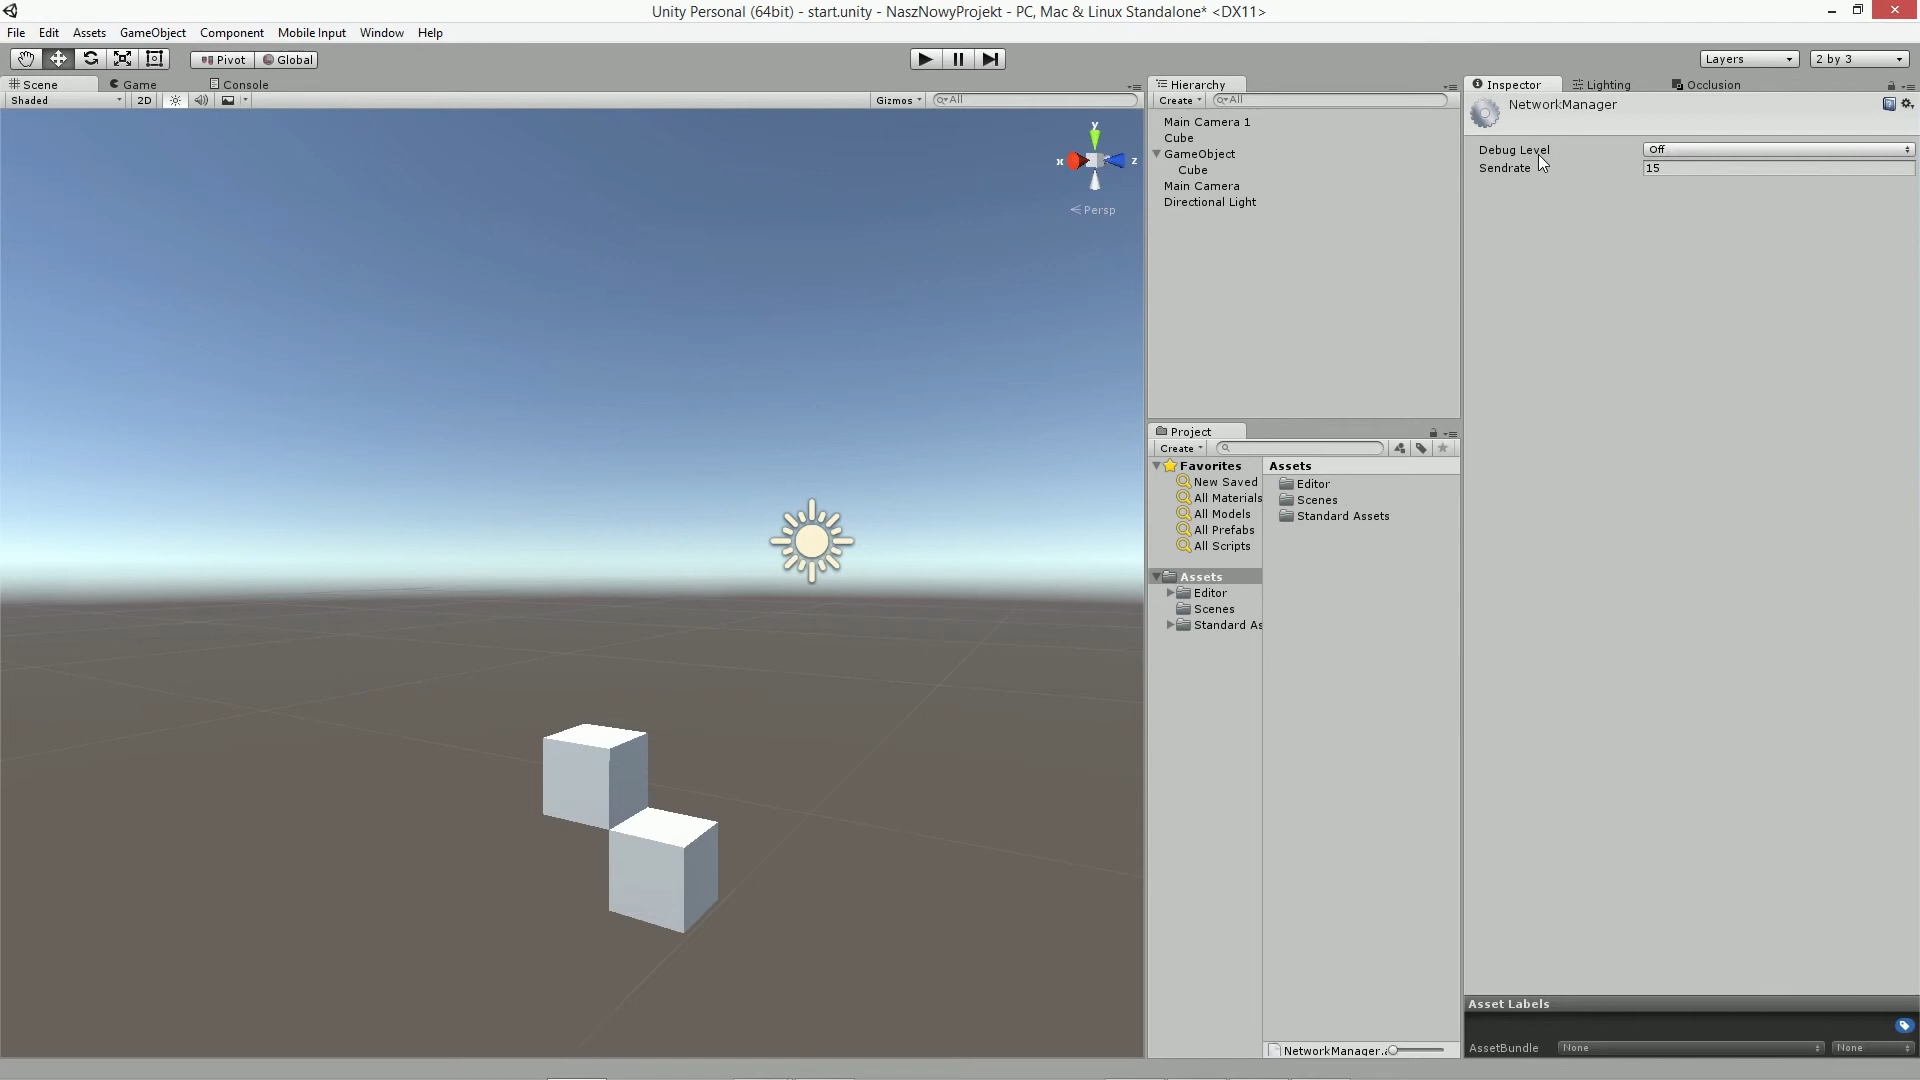 Unity Personal (64bit) - start.unity - NaszNowyProjekt - PC, Mac & Linux Standalone* <DX11>
File Edit Assets GameObject Component Mobile Input Window Help
Pivot Global Layers 2 by 3
Scene Game Console
Shaded 2D Gizmos All
y
x z
Persp
Hierarchy
Create All
Main Camera 1
Cube
GameObject
Cube
Main Camera
Directional Light
Project
Create
Favorites
New Saved
All Materials
All Models
All Prefabs
All Scripts
Assets
Editor
Scenes
Standard As
Assets
Editor
Scenes
Standard Assets
NetworkManager.a
Inspector Lighting Occlusion
NetworkManager
Debug Level Off
Sendrate 15
Asset Labels
AssetBundle None None